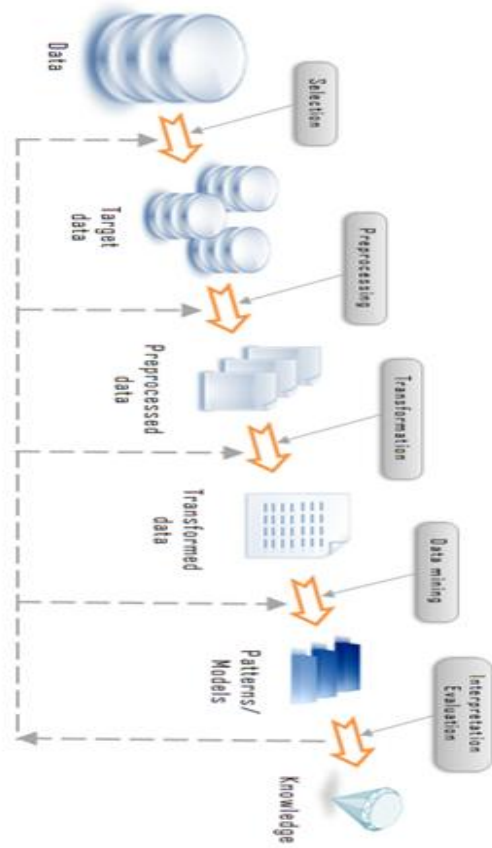 Data
Selection
Target
data
Preprocessing
Preprocessed
data
Transformation
Transformed
data
Data mining
Patterns/
Models
Interpretation
Evaluation
Knowledge